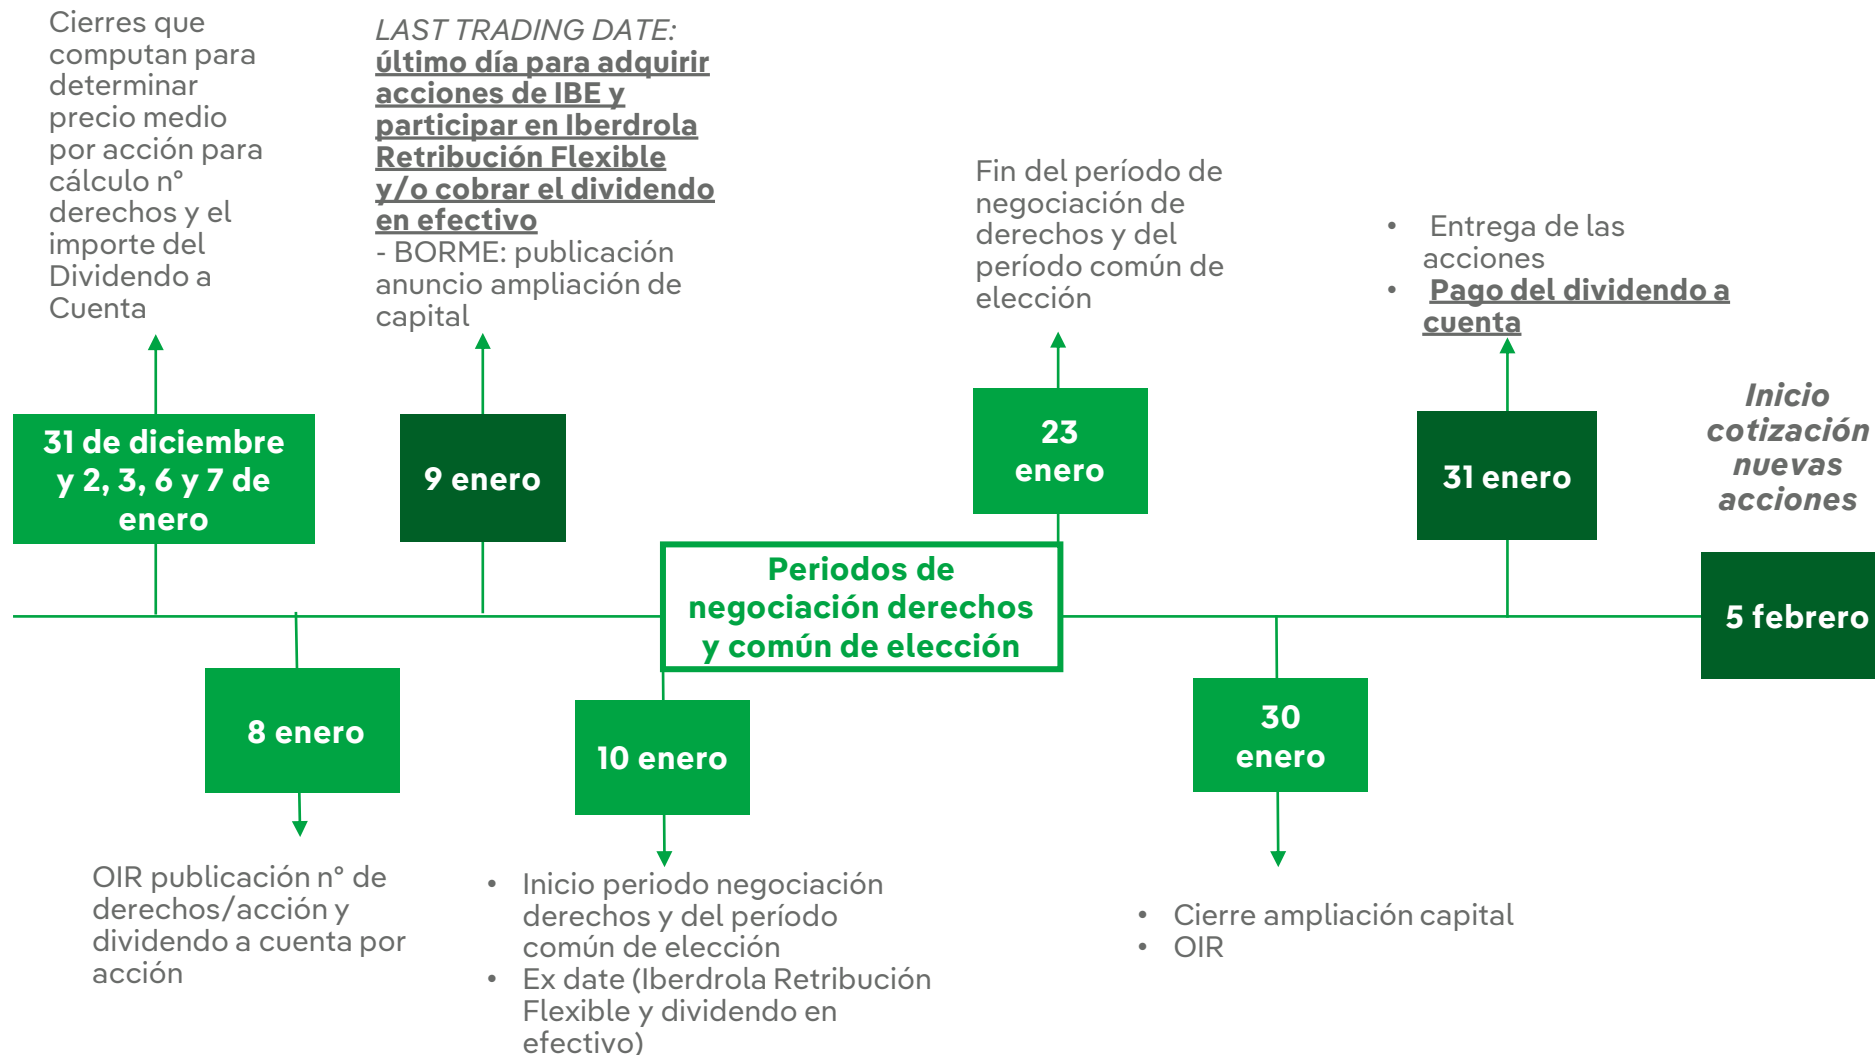 Cierres que
computan para
determinar
precio medio
por acción para
cálculo n°
derechos y el
importe del
Dividendo a
Cuenta
LAST TRADING DATE:
último día para adquirir
acciones de IBE y
participar en Iberdrola
Retribución Flexible
y/o cobrar el dividendo
en efectivo
- BORME: publicación
anuncio ampliación de
capital
Fin del período de
negociación de
derechos y del
período común de
elección
• Entrega de las
acciones
• Pago del dividendo a
cuenta
Inicio
cotización
nuevas
acciones
31 de diciembre
y 2, 3, 6 y 7 de
enero
9 enero
23
enero
31 enero
Periodos de
negociación derechos
y común de elección
5 febrero
8 enero
10 enero
30
enero
OIR publicación n° de
derechos/acción y
dividendo a cuenta por
acción
• Inicio periodo negociación
derechos y del período
común de elección
• Ex date (Iberdrola Retribución
Flexible y dividendo en
efectivo)
• Cierre ampliación capital
• OIR